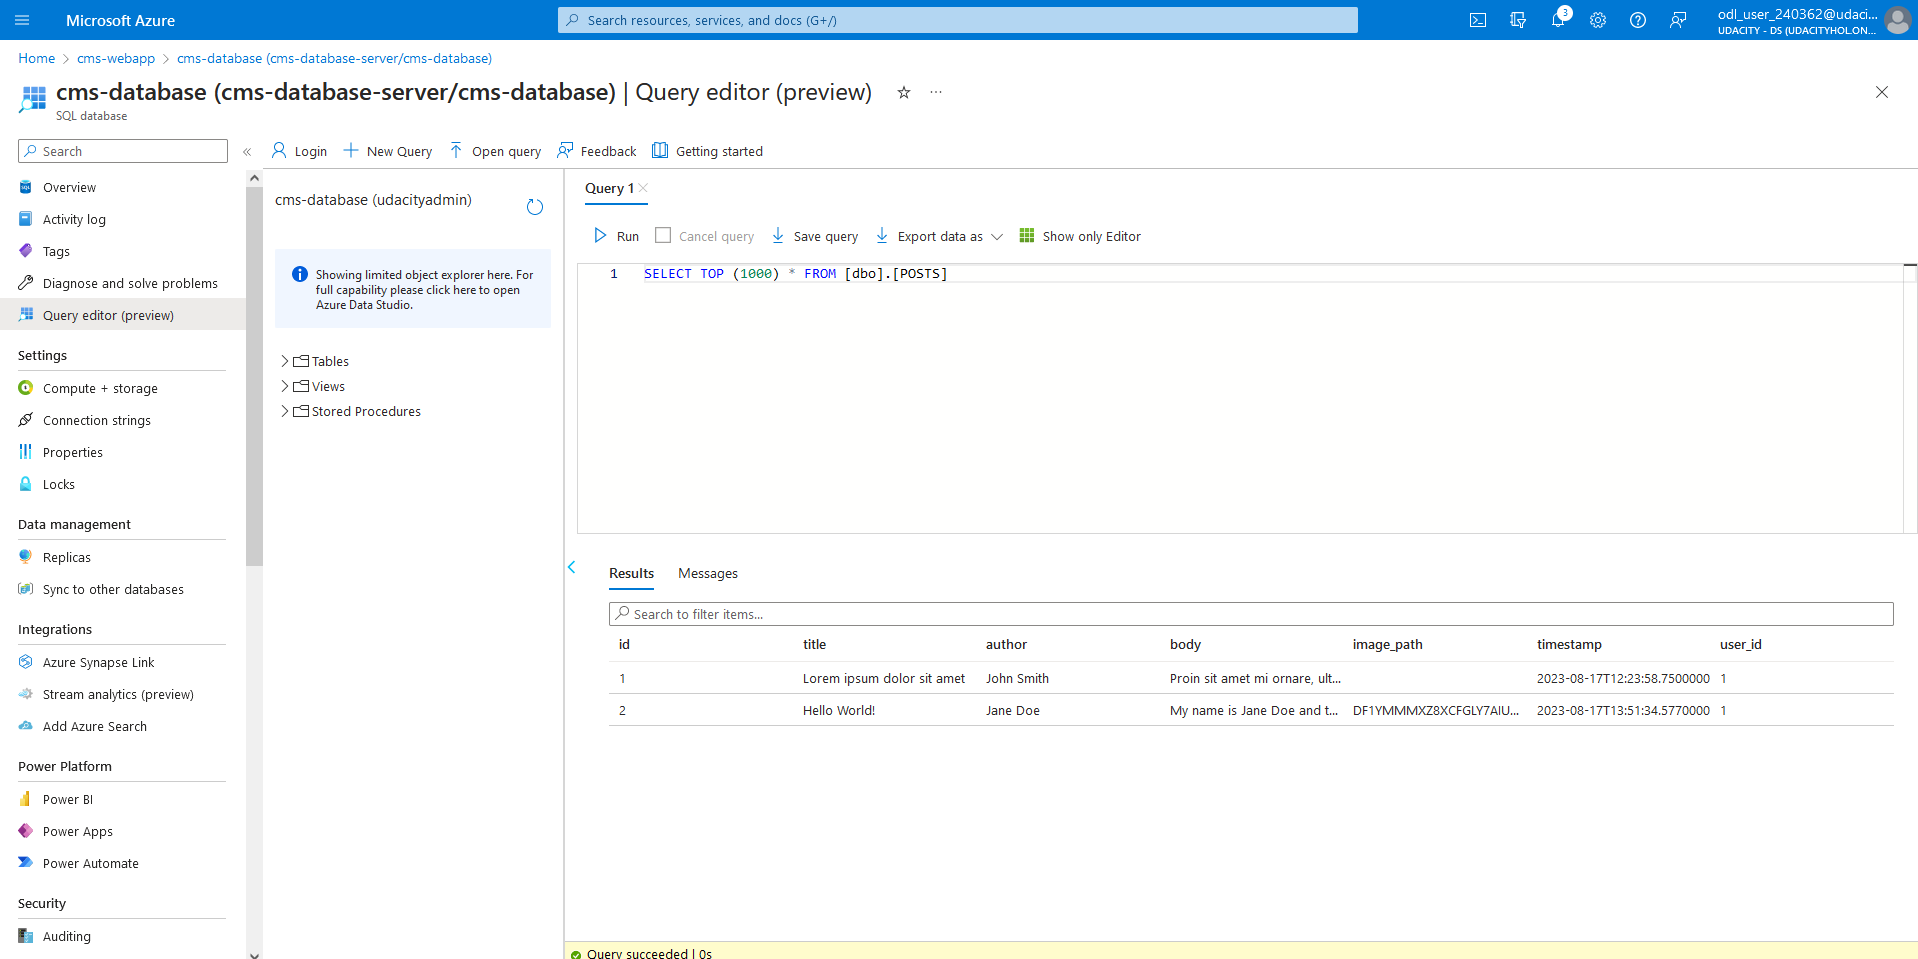 Microsoft Azure
Search resources, services, and docs (G+/)
3
odl_user_240362@udaci...
UDACITY - DS (UDACITYHOL.ON...
Home > cms-webapp > cms-database (cms-database-server/cms-database)
cms-database (cms-database-server/cms-database) | Query editor (preview)
SQL database
Search
Overview
Activity log
Tags
Diagnose and solve problems
Query editor (preview)
Settings
Compute + storage
Connection strings
Properties
Locks
Data management
Replicas
Sync to other databases
Integrations
Azure Synapse Link
Stream analytics (preview)
Add Azure Search
Power Platform
Power BI
Power Apps
Power Automate
Security
Auditing
Login New Query Open query Feedback Getting started
cms-database (udacityadmin)
Showing limited object explorer here. For
full capability please click here to open
Azure Data Studio.
Tables
Views
Stored Procedures
Query 1
Run Cancel query Save query Export data as Show only Editor
1 SELECT TOP (1000) * FROM [dbo].[POSTS]
Results Messages
Search to filter items...
id title author body image_path timestamp user_id
1 Lorem ipsum dolor sit amet John Smith Proin sit amet mi ornare, ult... 2023-08-17T12:23:58.7500000 1
2 Hello World! Jane Doe My name is Jane Doe and t... DF1YMMMXZ8XCFGLY7AIU... 2023-08-17T13:51:34.5770000 1
Query succeeded | 0s